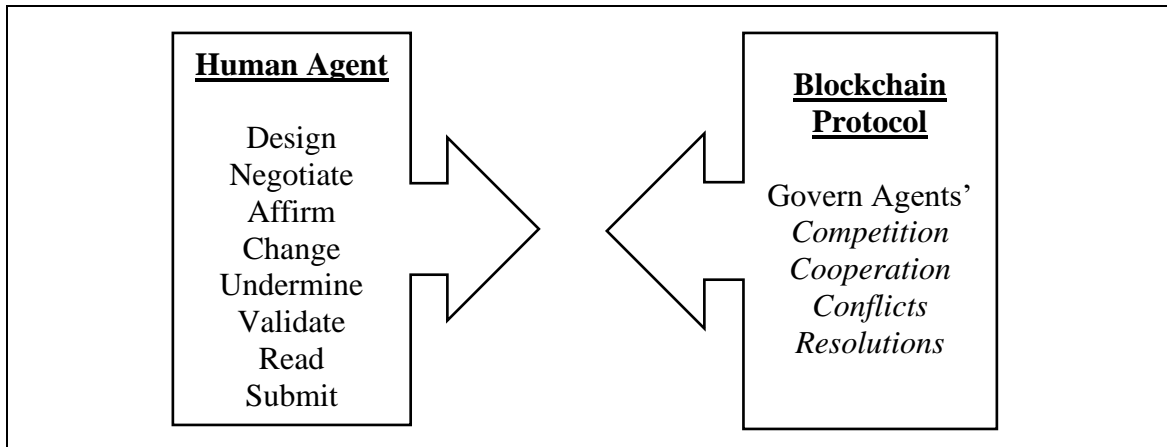 Human Agent
Design
Negotiate
Affirm
Change
Undermine
Validate
Read
Submit
Blockchain
Protocol
Govern Agents’
Competition
Cooperation
Conflicts
Resolutions